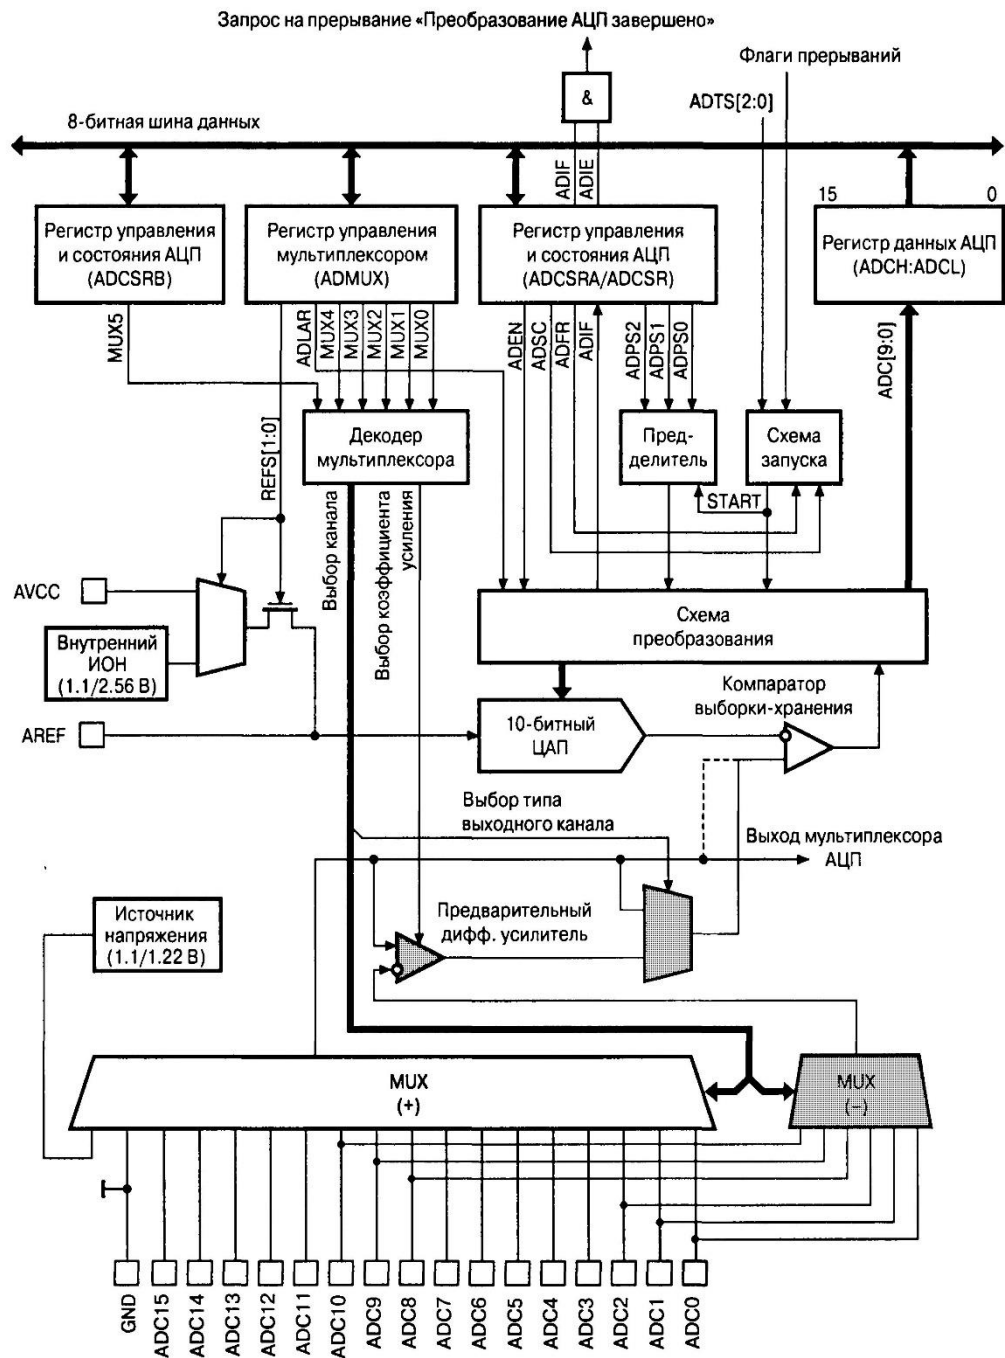 Запрос на прерывание «Преобразование АЦП завершено»
Флаги прерываний
&
ADTS[2:0]
8-битная шина данных
ADIF
ADIE
15
0
Регистр управления
и состояния АЦП
(ADCSRB)
Регистр управления
мультиплексором
(ADMUX)
Регистр управления
и состояния АЦП
(ADCSRA/ADCSR)
Регистр данных АЦП
(ADCH:ADCL)
MUX5
REFS[1:0]
ADLAR
MUX4
MUX3
MUX2
MUX1
MUX0
ADEN
ADSC
ADFR
ADIF
ADPS2
ADPS1
ADPS0
ADC[9:0]
Декодер
мультиплексора
Пред-
делитель
Схема
запуска
START
Выбор канала
Выбор коэффициента
усиления
AVCC
Внутренний
ИОН
(1.1/2.56 В)
AREF
Схема
преобразования
10-битный
ЦАП
Компаратор
выборки-хранения
Выбор типа
выходного канала
Выход мультиплексора
АЦП
Источник
напряжения
(1.1/1.22 В)
Предварительный
дифф. усилитель
MUX
(+)
MUX
(–)
GND
ADC15
ADC14
ADC13
ADC12
ADC11
ADC10
ADC9
ADC8
ADC7
ADC6
ADC5
ADC4
ADC3
ADC2
ADC1
ADC0